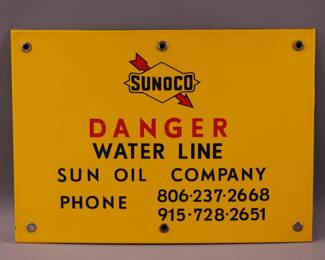 SUNOCO
DANGER
WATER LINE
SUN OIL COMPANY
PHONE 806-237-2668
915-728-2651